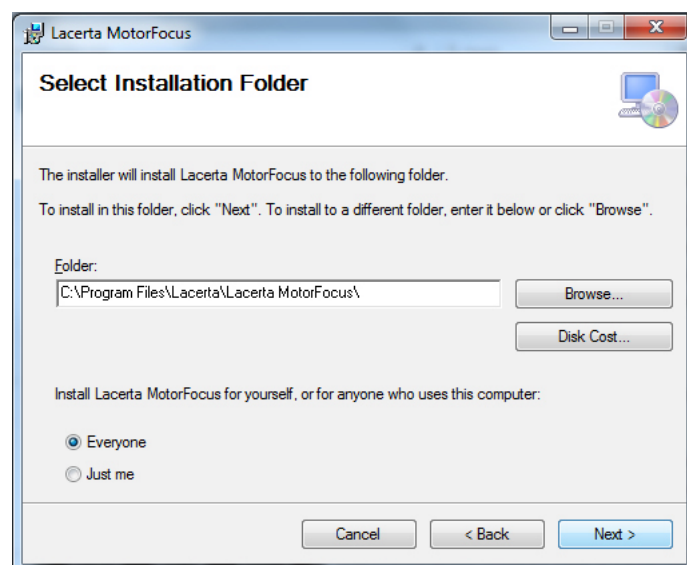 Lacerta MotorFocus
Select Installation Folder
The installer will install Lacerta MotorFocus to the following folder.
To install in this folder, click "Next". To install to a different folder, enter it below or click "Browse".
Folder:
C:\Program Files\Lacerta\Lacerta MotorFocus\
Browse...
Disk Cost...
Install Lacerta MotorFocus for yourself, or for anyone who uses this computer:
Everyone
Just me
Cancel
< Back
Next >